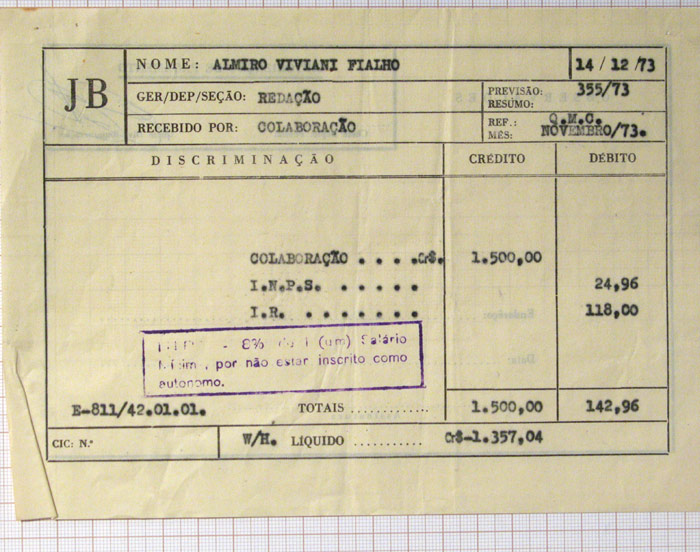 JB
NOME: ALMIRO VIVIANI FIALHO 14/12/73
GER/DEP/SEÇÃO: REDAÇÃO PREVISÃO: 355/73
RESUMO:
RECEBIDO POR: COLABORAÇÃO REF.: Q.M.C.
MÊS: NOVEMBRO/73.
DISCRIMINAÇÃO CRÉDITO DÉBITO
COLABORAÇÃO . . . . Cr$. 1.500,00
I.N.P.S. . . . . . 24,96
I.R. . . . . . . . 118,00
- 8% (um) Salário
por não estar inscrito como
autonomo.
E-811/42.01.01. TOTAIS ............ 1.500,00 142,96
CIC: N.º W/H. LIQUIDO .......... Cr$-1.357,04